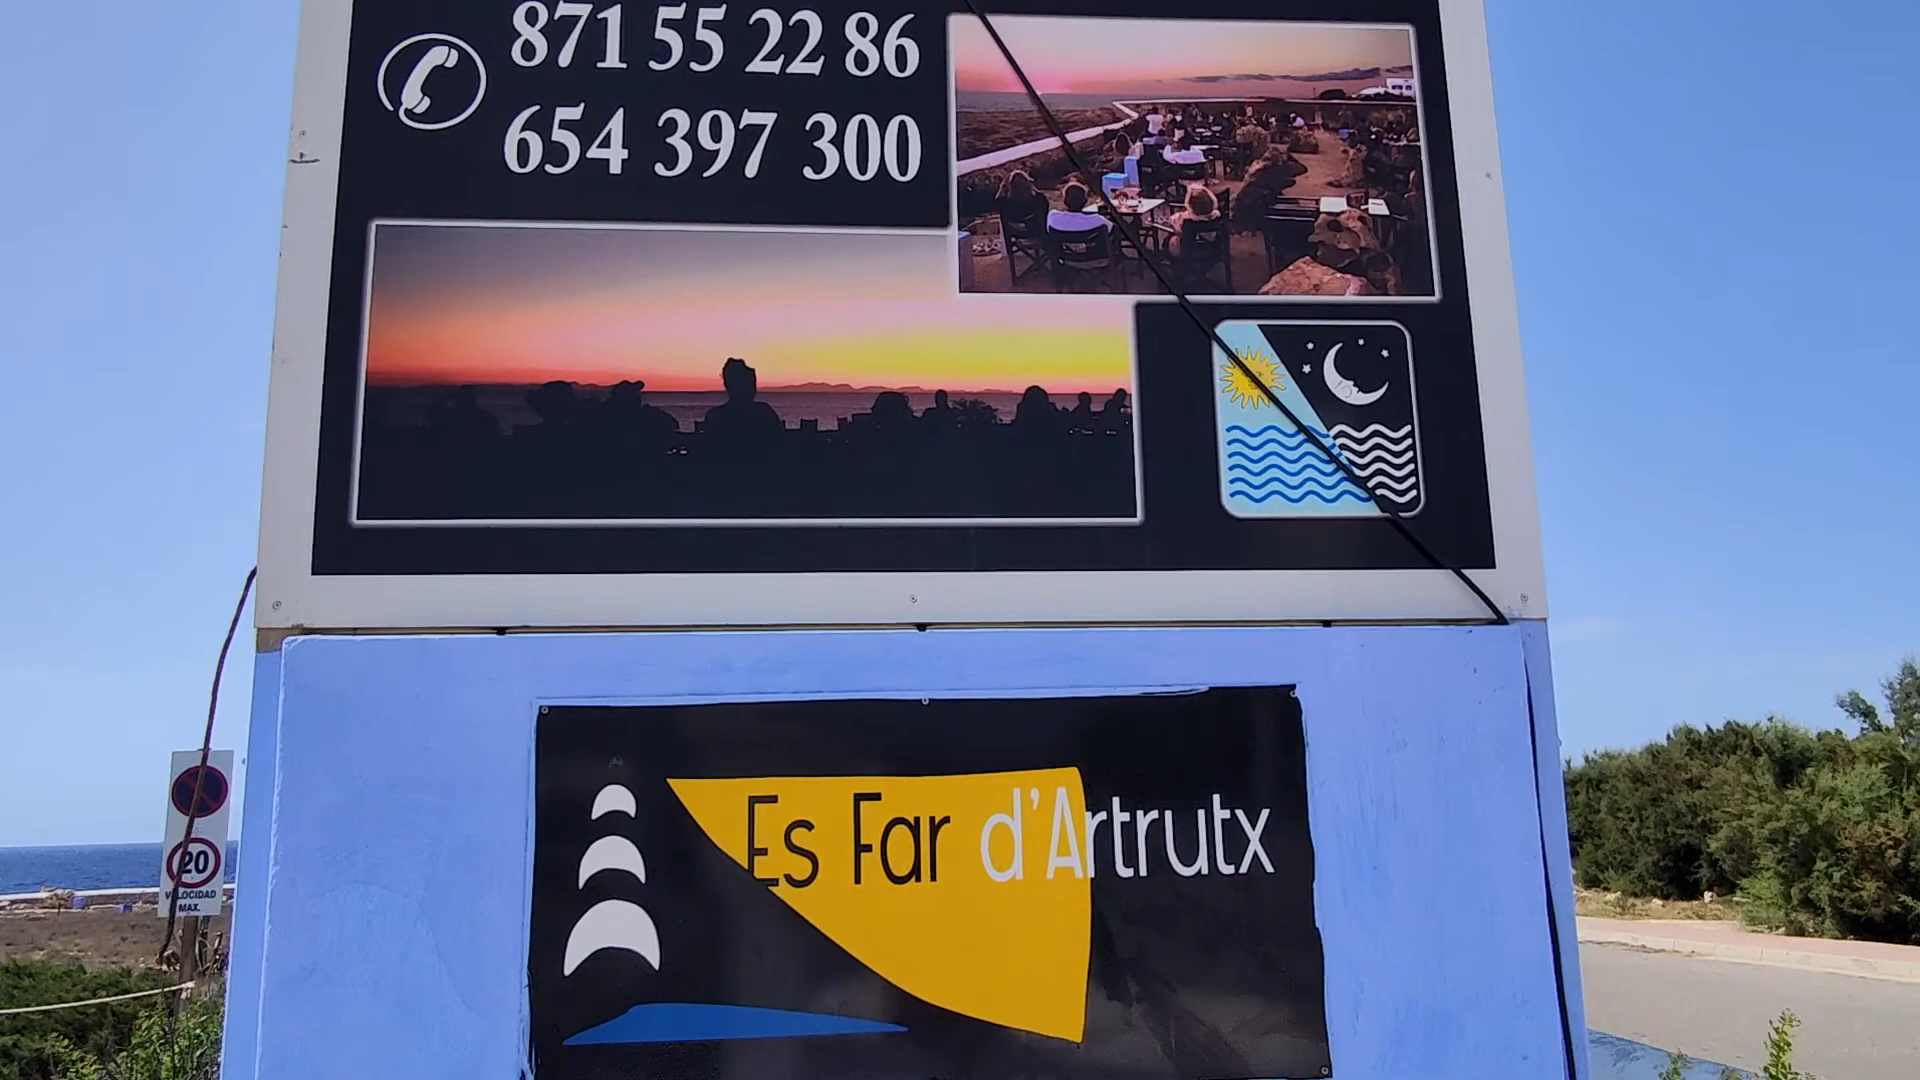 871 55 22 86
654 397 300
Es Far d'Artrutx
20
VELOCIDAD
MAX.